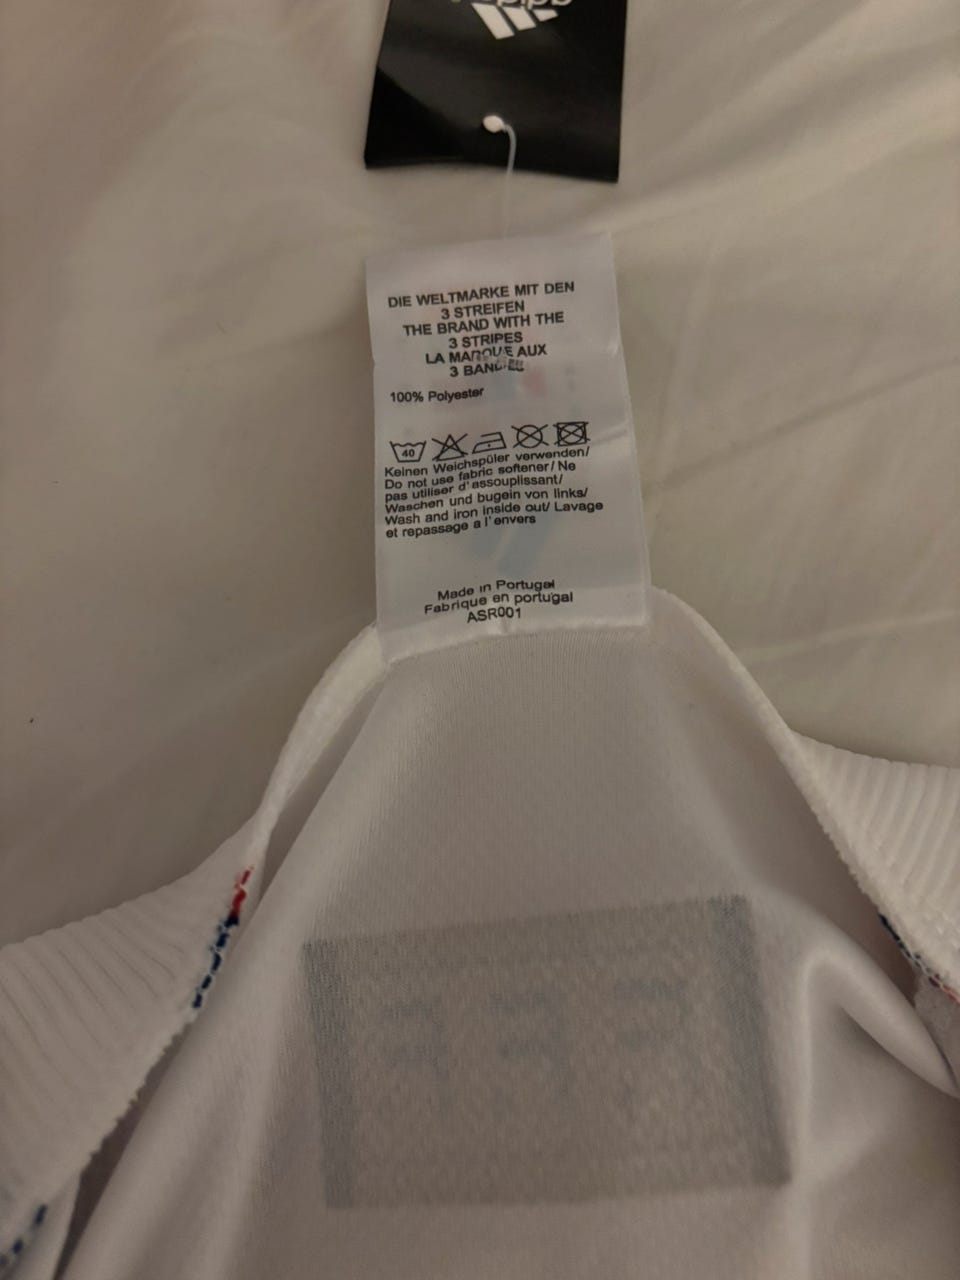 adidas
DIE WELTMARKE MIT DEN
3 STREIFEN
THE BRAND WITH THE
3 STRIPES
LA MARQUE AUX
3 BANDES
100% Polyester
40
Keinen Weichspüler verwenden/
Do not use fabric softener/ Ne
pas utiliser d'assouplissant/
Waschen und bugein von links/
Wash and iron inside out/ Lavage
et repassage a l'envers
Made in Portugal
Fabrique en portugal
ASR001